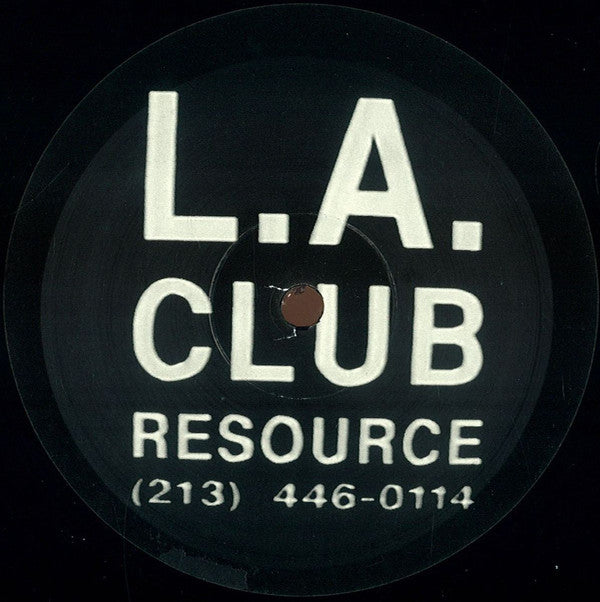 L.A.
CLUB
RESOURCE
(213) 446-0114